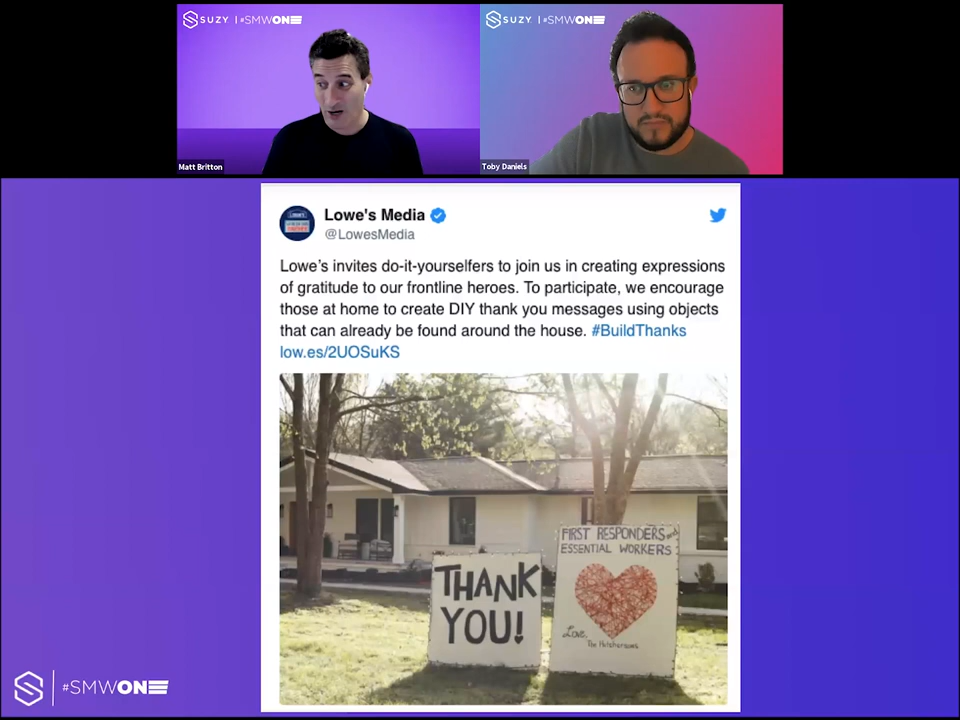 SUZY | #SMWONE
SUZY | #SMWONE
Matt Britton
Toby Daniels
Lowe's Media
@LowesMedia
Lowe's invites do-it-yourselfers to join us in creating expressions
of gratitude to our frontline heroes. To participate, we encourage
those at home to create DIY thank you messages using objects
that can already be found around the house. #BuildThanks
low.es/2UOSuKS
THANK
YOU!
FIRST RESPONDERS and
ESSENTIAL WORKERS
Love,
The
#SMWONE